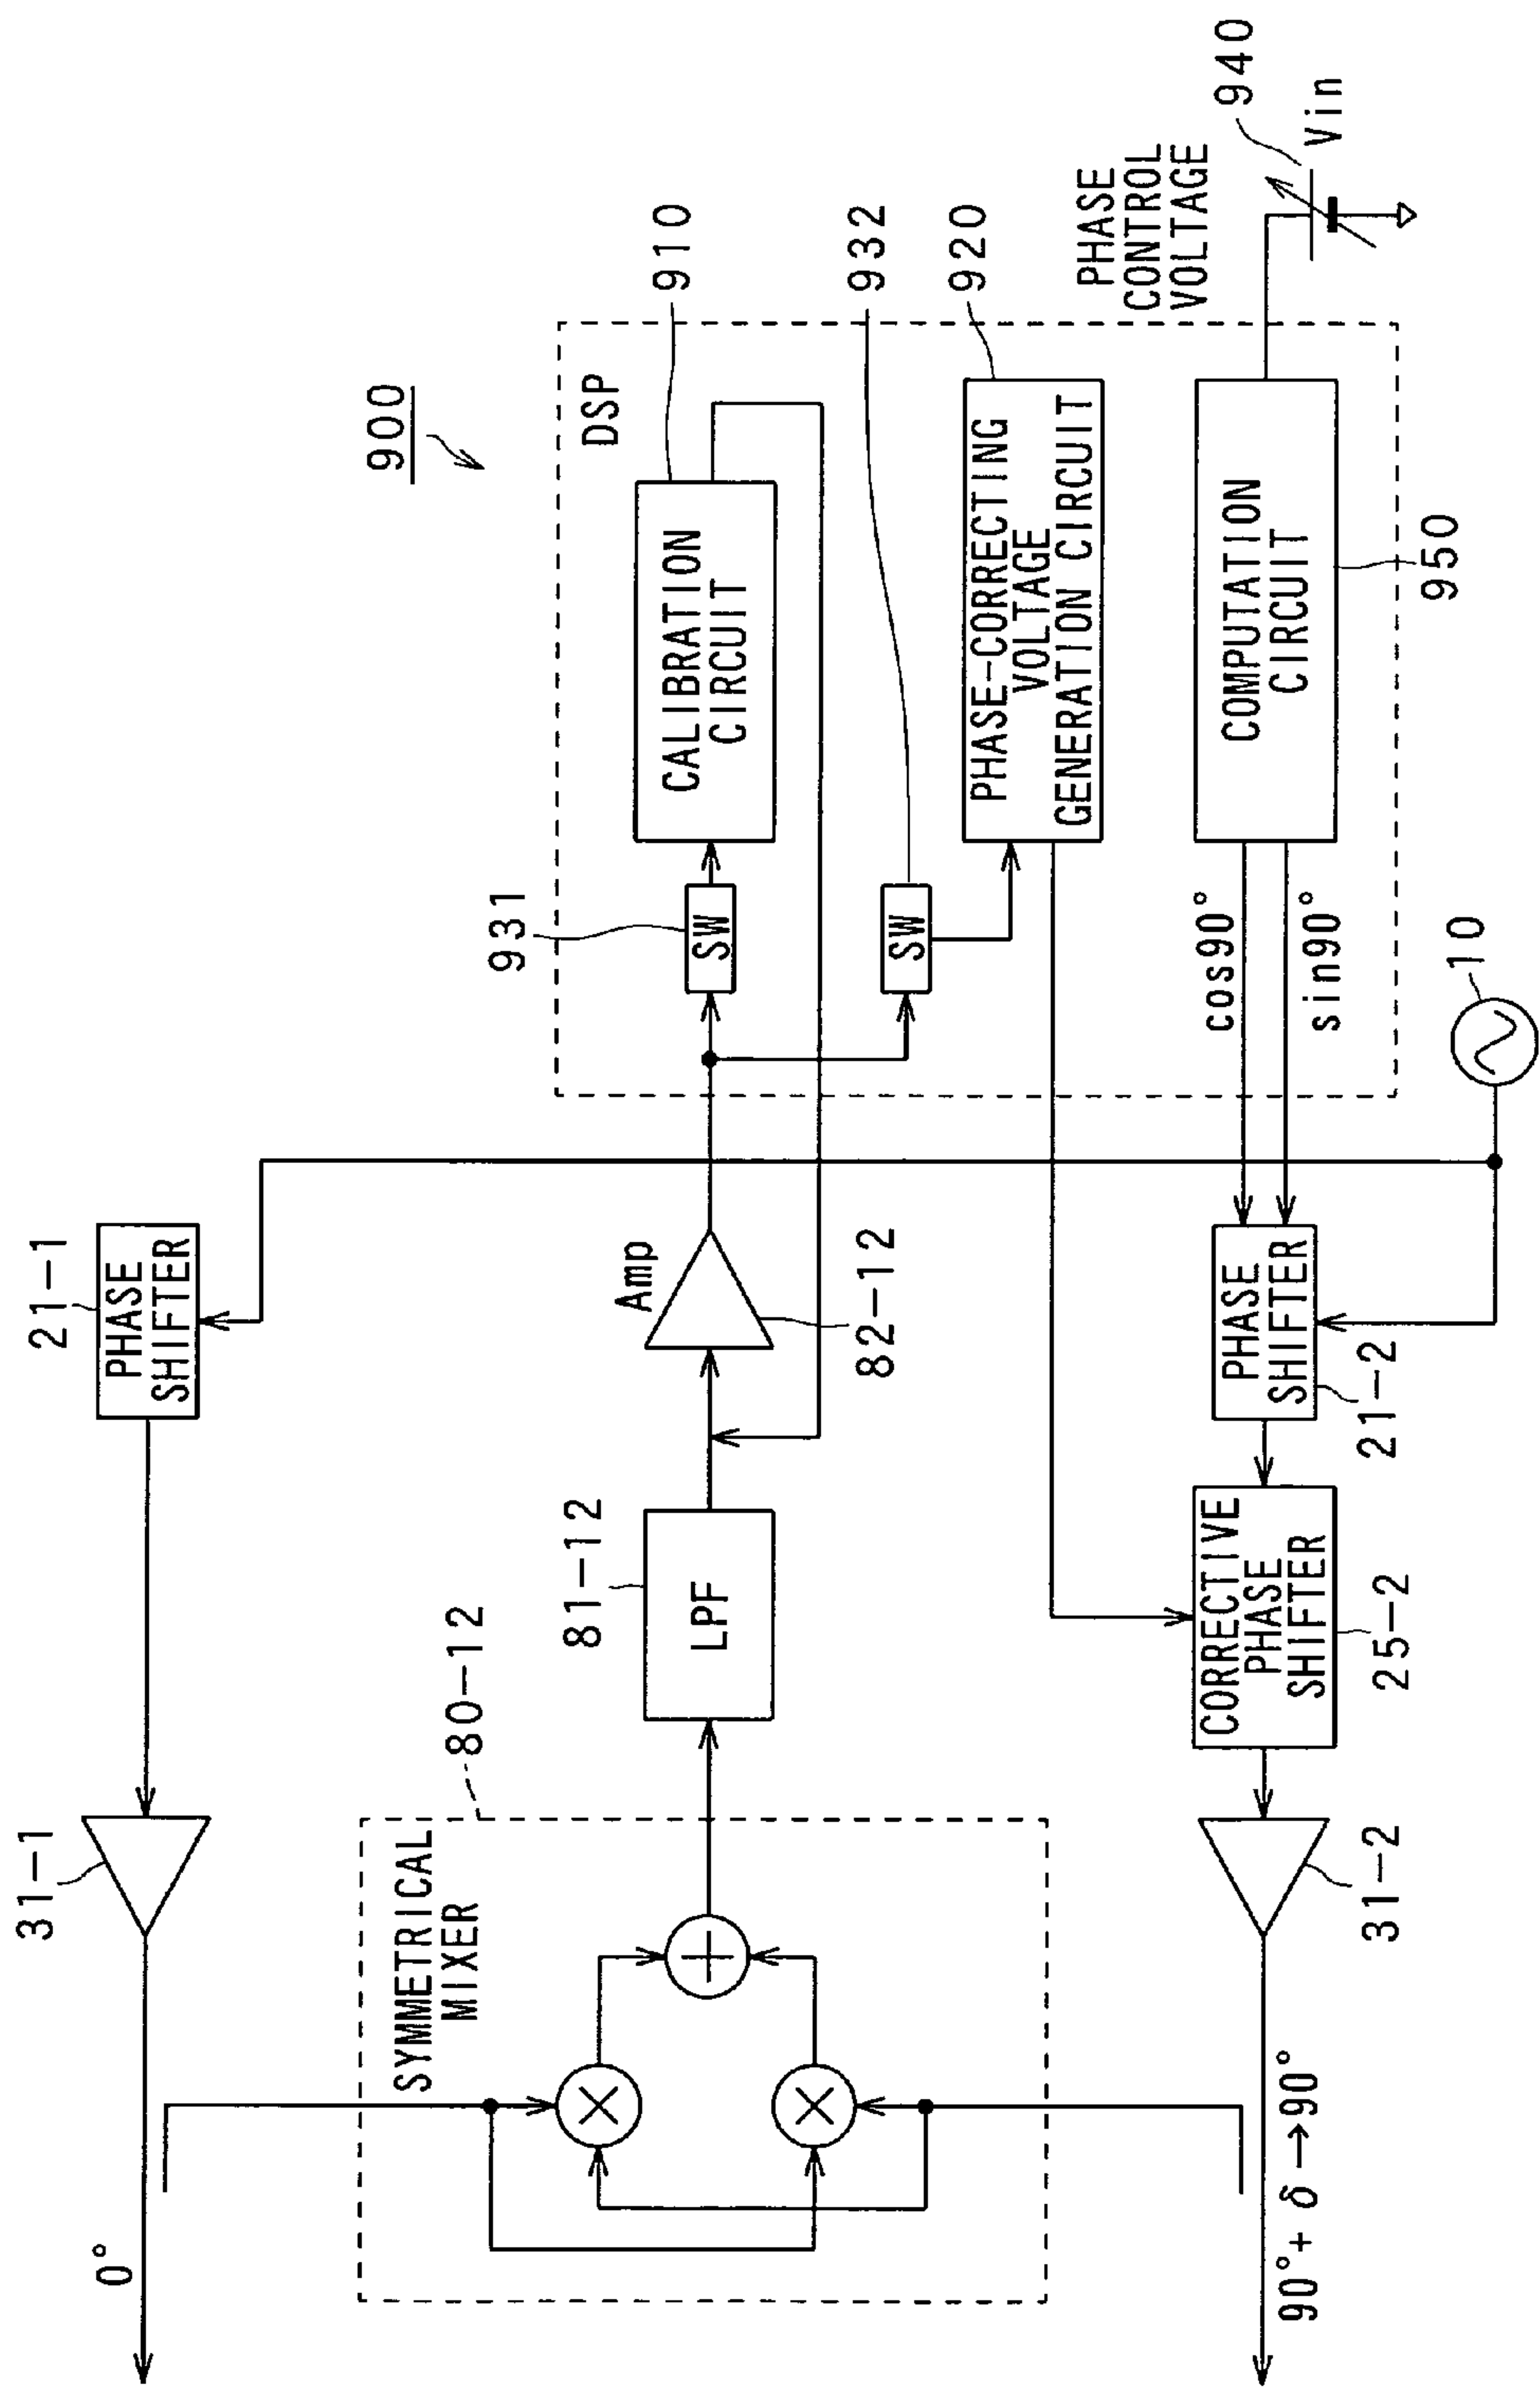 900
0°
31-1
21-1
PHASE
SHIFTER
SYMMETRICAL
MIXER
80-12
81-12
LPF
Amp
82-12
931
SW
DSP
CALIBRATION
CIRCUIT
910
932
SW
920
PHASE-CORRECTING
VOLTAGE
GENERATION CIRCUIT
PHASE
CONTROL
VOLTAGE
940
Vin
COMPUTATION
CIRCUIT
950
cos90°
sin90°
10
PHASE
SHIFTER
21-2
CORRECTIVE
PHASE
SHIFTER
25-2
31-2
90°+ δ →90°